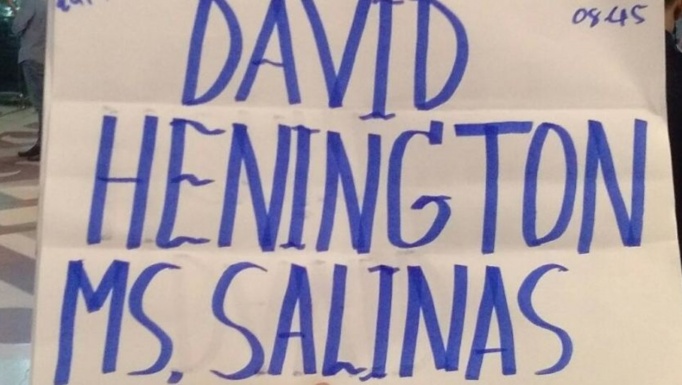 08.45
DAVID
HENINGTON
MS. SALINAS